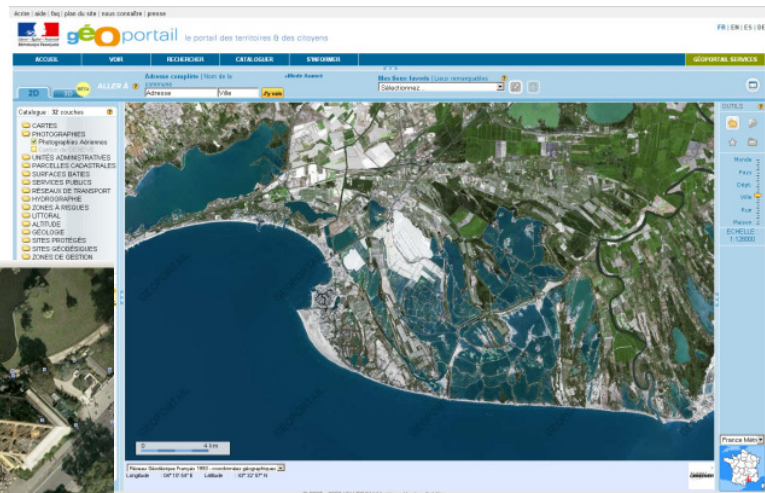 écrire | aide | faq | plan du site | nous connaître | presse
FR | EN | ES | DE
géoportail le portail des territoires & des citoyens
ACCUEIL VOIR RECHERCHER CATALOGUER S'INFORMER GÉOPORTAIL SERVICES
2D 3D ALLER À ?
Adresse complète | Nom de la commune
+Mode Avancé
Adresse Ville J'y vais
Mes lieux favoris | Lieux remarquables ?
Sélectionnez...
Catalogue : 32 couches ?
CARTES
PHOTOGRAPHIES
Photographies Aériennes
UNITÉS ADMINISTRATIVES
PARCELLES CADASTRALES
SURFACES BATIES
SERVICES PUBLICS
RÉSEAUX DE TRANSPORT
HYDROGRAPHIE
ZONES À RISQUES
LITTORAL
ALTITUDE
GÉOLOGIE
SITES PROTÉGÉS
SITES GÉODÉSIQUES
ZONES DE GESTION
OUTILS ?
Monde
Pays
Dépt.
Ville
Rue
Maison
ECHELLE
1:128000
GEOPORTAIL
0 4 km
Réseau Géodésique Français 1993 - coordonnées géographiques
Longitude Latitude
France Métr